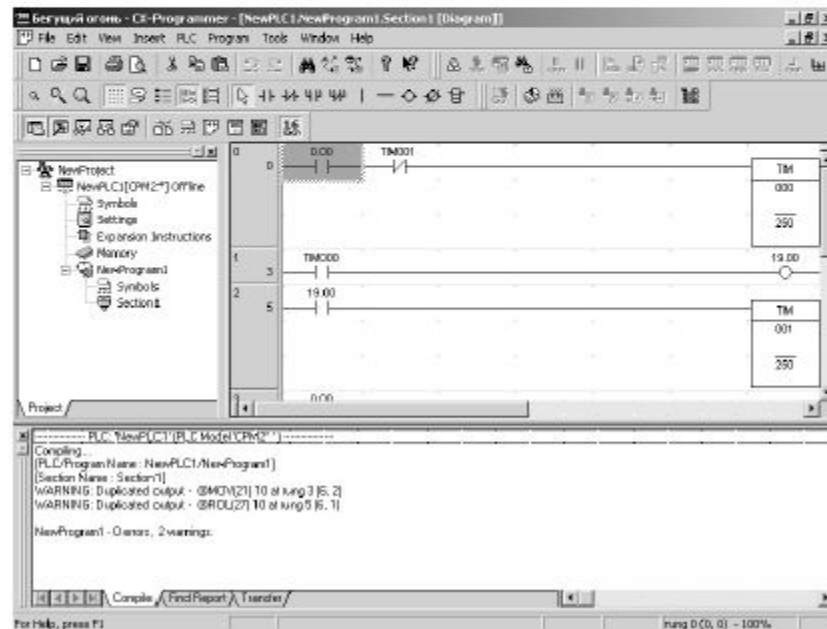 Бегущий огонь - CX-Programmer - [NewPLC1.NewProgram1.Section1 [Diagram]]
File Edit View Insert PLC Program Tools Window Help
NewProject
NewPLC1[CPM2*] Offline
Symbols
Settings
Expansion Instructions
Memory
NewProgram1
Symbols
Section1
Project
0
0
0.00
TIM001
TIM
000
250
1
3
TIM000
19.00
2
5
19.00
TIM
001
250
3
0.00
---------- PLC: 'NewPLC1' (PLC Model 'CPM2*') ----------
Compiling...
[PLC/Program Name : NewPLC1/NewProgram1]
[Section Name : Section1]
WARNING: Duplicated output - @MOV(21) 10 at rung 3 (6, 2)
WARNING: Duplicated output - @ROL(27) 10 at rung 5 (6, 1)
NewProgram1 - 0 errors, 2 warnings.
Compile Find Report Transfer
For Help, press F1
rung 0 (0, 0) - 100%